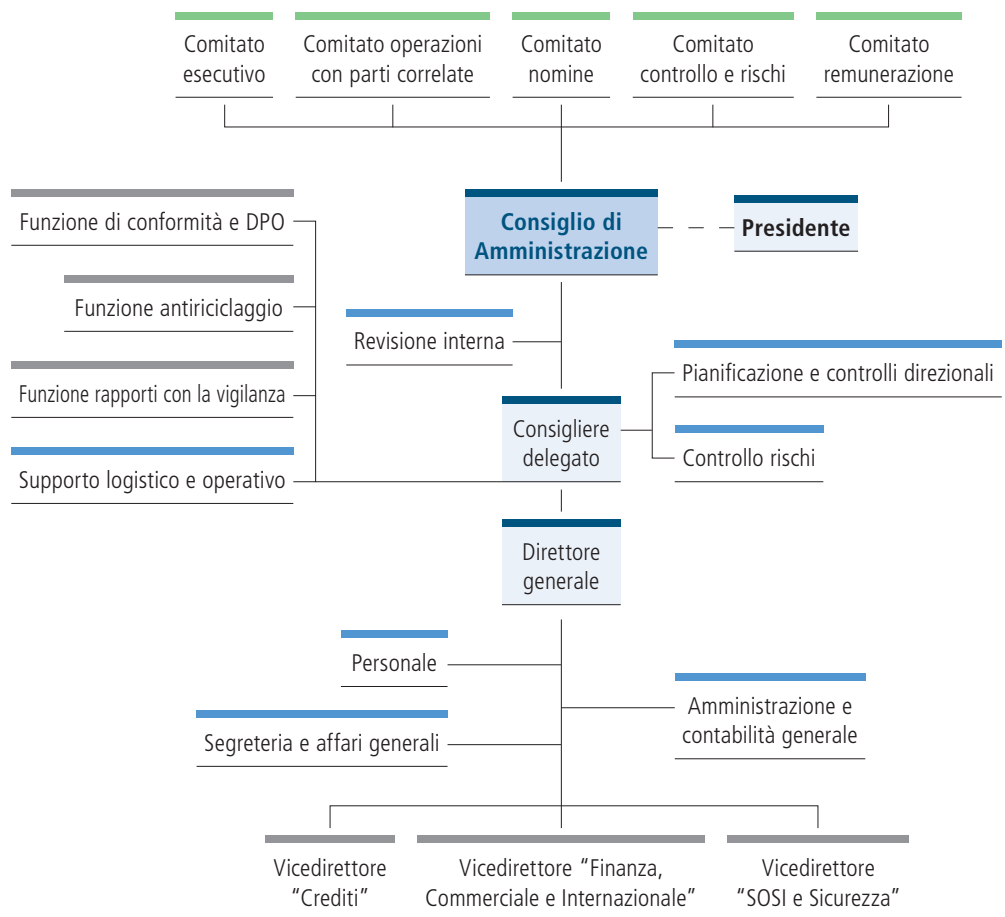 Comitato
esecutivo
Comitato operazioni
con parti correlate
Comitato
nomine
Comitato
controllo e rischi
Comitato
remunerazione
Funzione di conformità e DPO
Consiglio di
Amministrazione
Presidente
Funzione antiriciclaggio
Revisione interna
Funzione rapporti con la vigilanza
Pianificazione e controlli direzionali
Consigliere
delegato
Controllo rischi
Supporto logistico e operativo
Direttore
generale
Personale
Amministrazione e
contabilità generale
Segreteria e affari generali
Vicedirettore
"Crediti"
Vicedirettore "Finanza,
Commerciale e Internazionale"
Vicedirettore
"SOSI e Sicurezza"